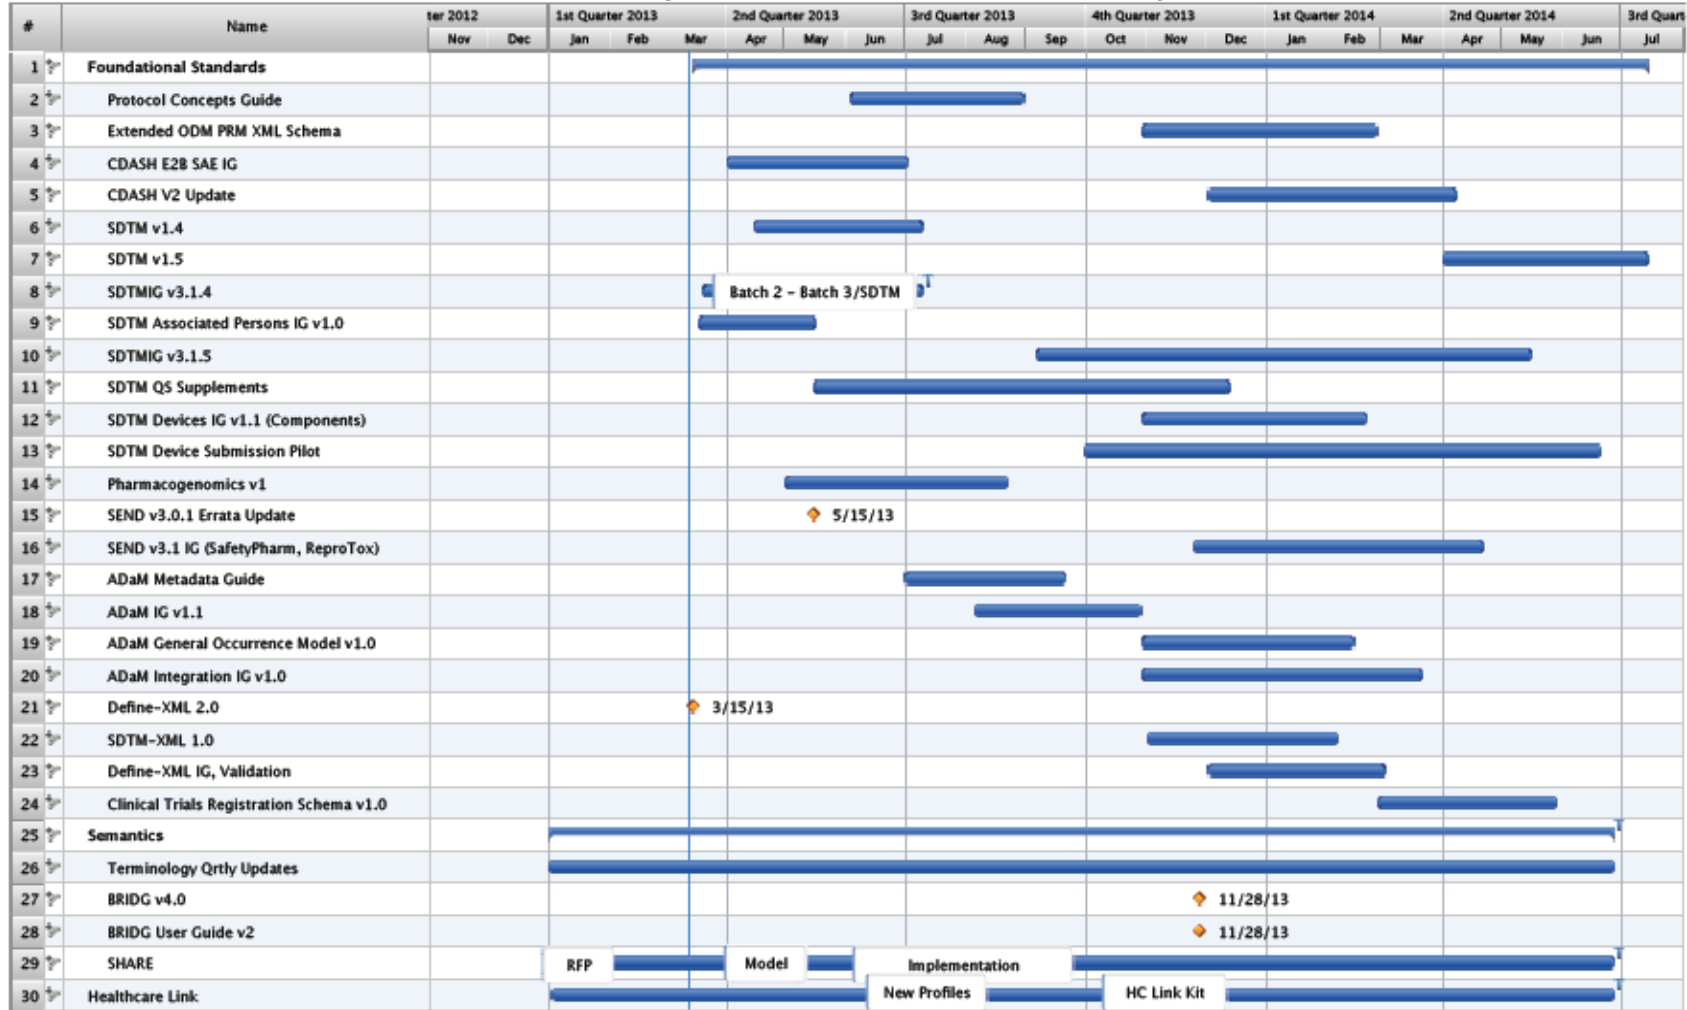 # Name ter 2012 1st Quarter 2013 2nd Quarter 2013 3rd Quarter 2013 4th Quarter 2013 1st Quarter 2014 2nd Quarter 2014 3rd Quart
Nov Dec Jan Feb Mar Apr May Jun Jul Aug Sep Oct Nov Dec Jan Feb Mar Apr May Jun Jul
1 Foundational Standards
2 Protocol Concepts Guide
3 Extended ODM PRM XML Schema
4 CDASH E2B SAE IG
5 CDASH V2 Update
6 SDTM v1.4
7 SDTM v1.5
8 SDTMIG v3.1.4 Batch 2 - Batch 3/SDTM
9 SDTM Associated Persons IG v1.0
10 SDTMIG v3.1.5
11 SDTM QS Supplements
12 SDTM Devices IG v1.1 (Components)
13 SDTM Device Submission Pilot
14 Pharmacogenomics v1
15 SEND v3.0.1 Errata Update 5/15/13
16 SEND v3.1 IG (SafetyPharm, ReproTox)
17 ADaM Metadata Guide
18 ADaM IG v1.1
19 ADaM General Occurrence Model v1.0
20 ADaM Integration IG v1.0
21 Define-XML 2.0 3/15/13
22 SDTM-XML 1.0
23 Define-XML IG, Validation
24 Clinical Trials Registration Schema v1.0
25 Semantics
26 Terminology Qrtly Updates
27 BRIDG v4.0 11/28/13
28 BRIDG User Guide v2 11/28/13
29 SHARE RFP Model Implementation
30 Healthcare Link New Profiles HC Link Kit